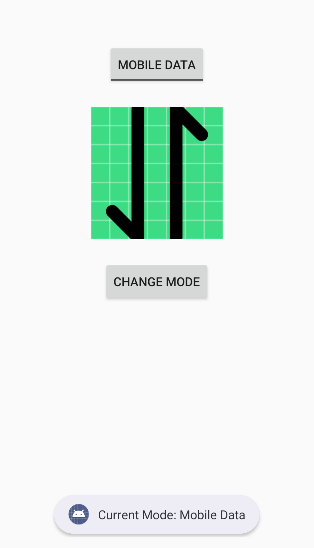 MOBILE DATA
CHANGE MODE
Current Mode: Mobile Data